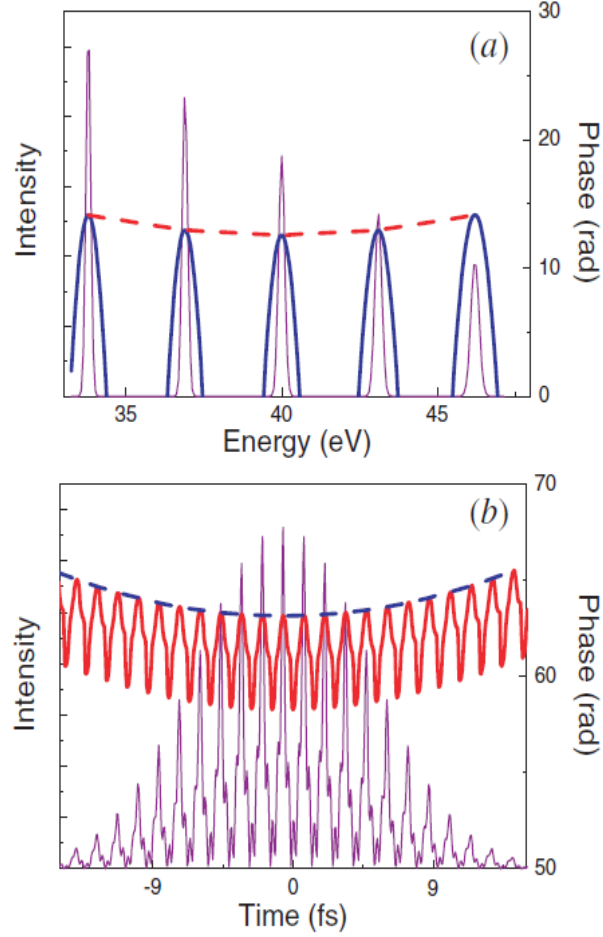 30
(a)
20
10
0
Intensity
Phase (rad)
35
40
45
Energy (eV)
70
(b)
60
50
Intensity
Phase (rad)
-9
0
9
Time (fs)